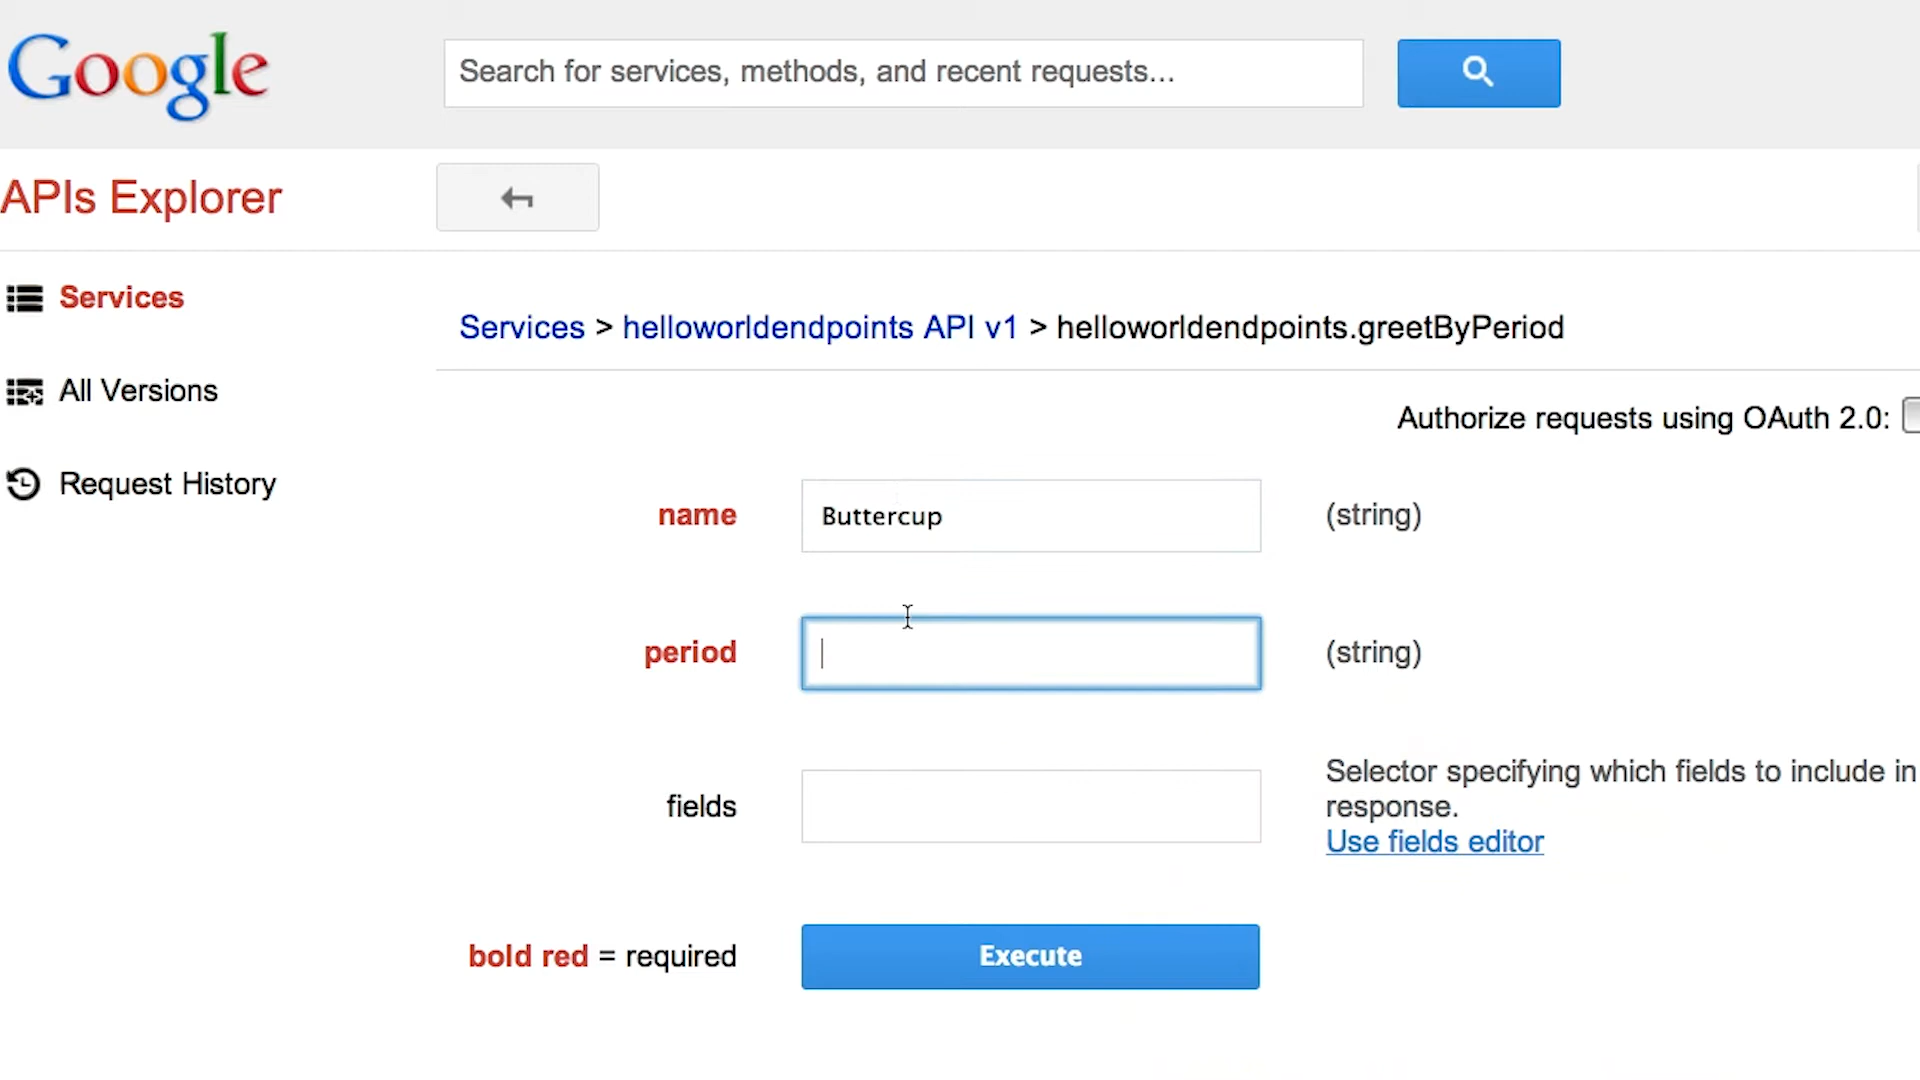 Google
Search for services, methods, and recent requests...
APIs Explorer
Services
All Versions
Request History
Services > helloworldendpoints API v1 > helloworldendpoints.greetByPeriod
Authorize requests using OAuth 2.0:
name Buttercup (string)
period (string)
fields
Selector specifying which fields to include in
response.
Use fields editor
bold red = required
Execute